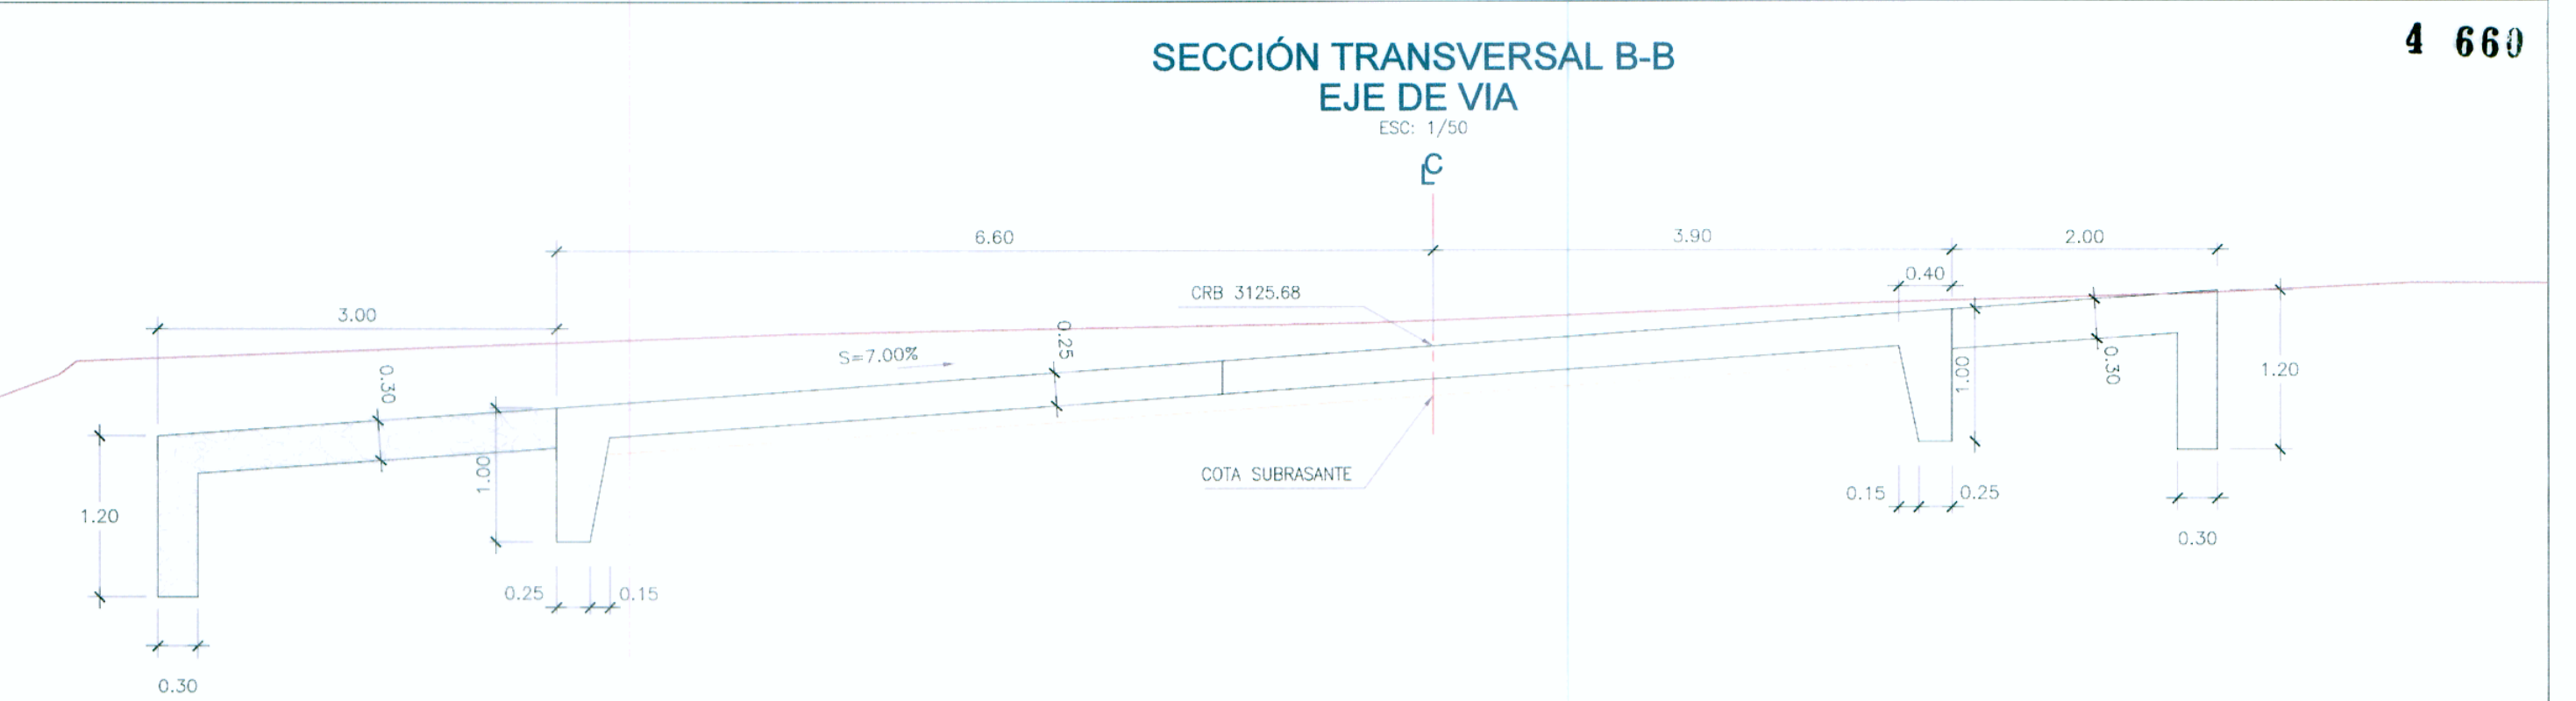 4 660
SECCIÓN TRANSVERSAL B-B
EJE DE VIA
ESC: 1/50
CL
6.60
3.90
2.00
0.40
CRB 3125.68
3.00
0.25
S=7.00%
0.30
1.00
0.30
1.20
1.00
COTA SUBRASANTE
0.15
0.25
1.20
0.30
0.25
0.15
0.30